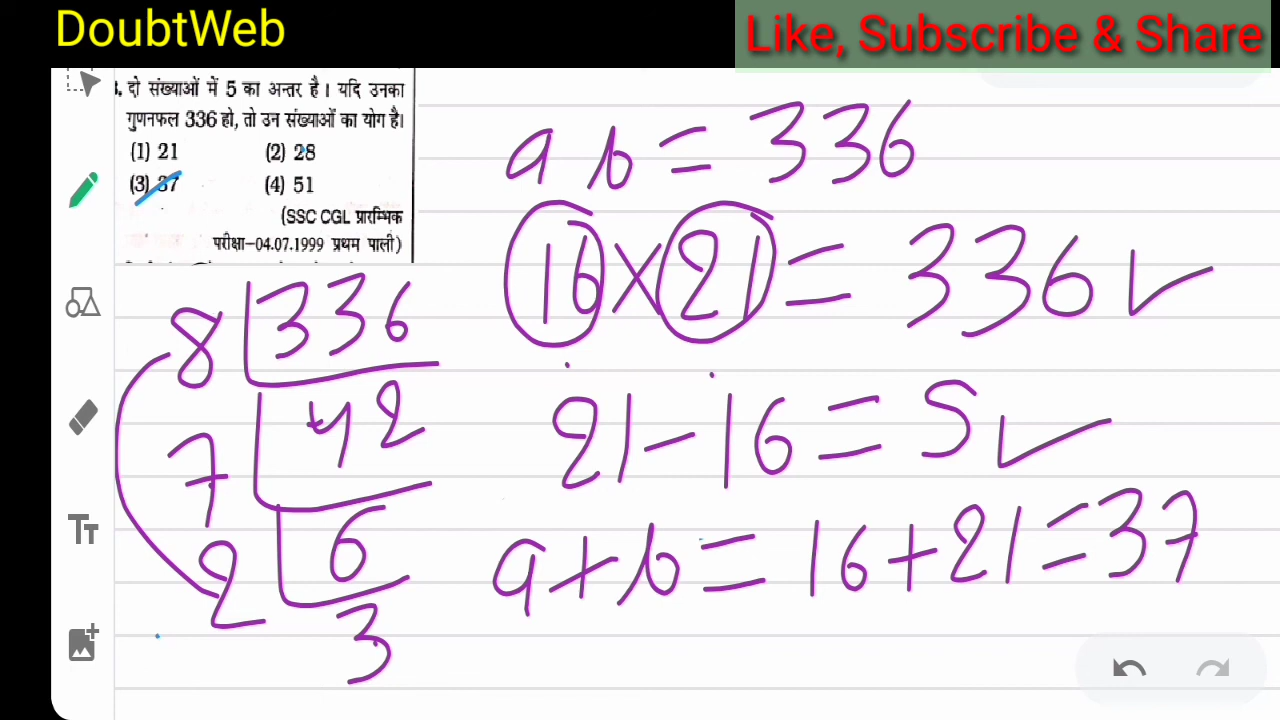 DoubtWeb
Like, Subscribe & Share
दो संख्याओं में 5 का अन्तर है। यदि उनका
गुणनफल 336 हो, तो उन संख्याओं का योग है।
(1) 21 (2) 28
(3) 37 (4) 51
(SSC CGL प्रारम्भिक
परीक्षा-04.07.1999 प्रथम पाली)
ab = 336
16 × 21 = 336 ✓
21 - 16 = 5 ✓
a + b = 16 + 21 = 37
8 336
7 42
2 6
3
Tт